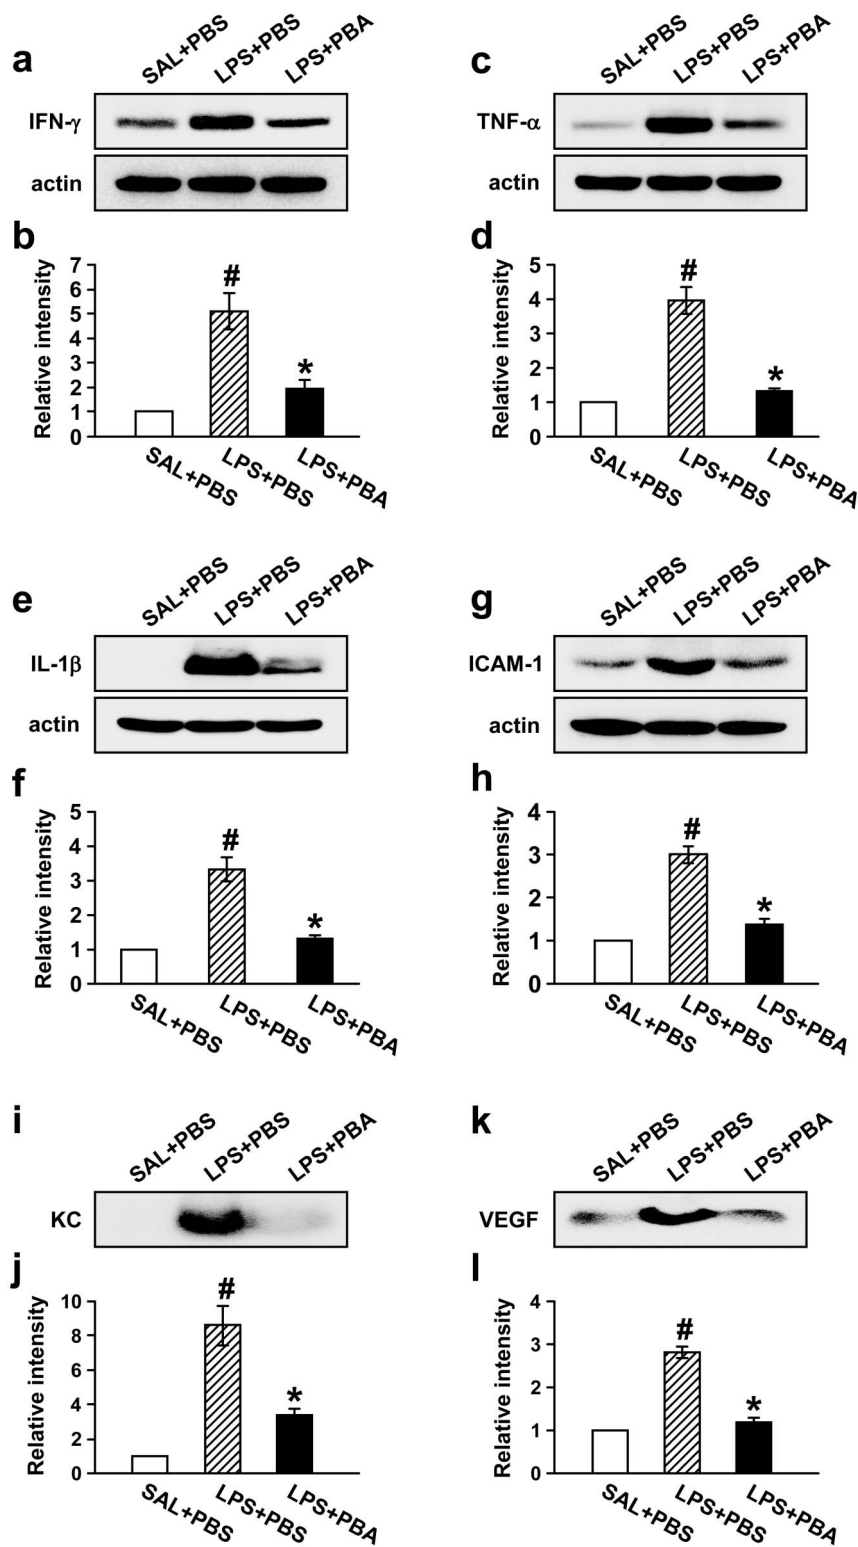 a
SAL+PBS LPS+PBS LPS+PBA
IFN-γ
actin
b
Relative intensity
7
6
5
4
3
2
1
0
#
*
SAL+PBS LPS+PBS LPS+PBA
c
SAL+PBS LPS+PBS LPS+PBA
TNF-α
actin
d
Relative intensity
5
4
3
2
1
0
#
*
SAL+PBS LPS+PBS LPS+PBA
e
SAL+PBS LPS+PBS LPS+PBA
IL-1β
actin
f
Relative intensity
5
4
3
2
1
0
#
*
SAL+PBS LPS+PBS LPS+PBA
g
SAL+PBS LPS+PBS LPS+PBA
ICAM-1
actin
h
Relative intensity
4
3
2
1
0
#
*
SAL+PBS LPS+PBS LPS+PBA
i
SAL+PBS LPS+PBS LPS+PBA
KC
j
Relative intensity
10
8
6
4
2
0
#
*
SAL+PBS LPS+PBS LPS+PBA
k
SAL+PBS LPS+PBS LPS+PBA
VEGF
l
Relative intensity
4
3
2
1
0
#
*
SAL+PBS LPS+PBS LPS+PBA